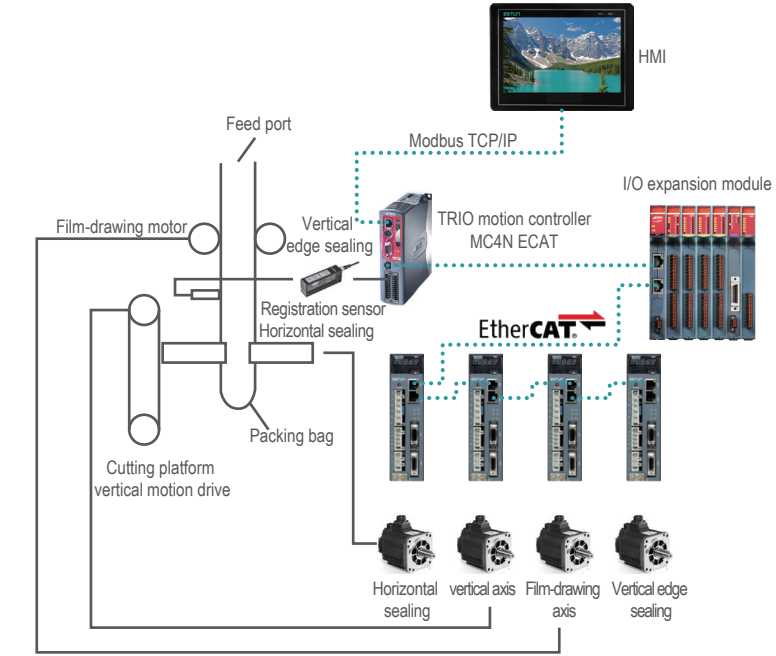 ESTUN
HMI
Feed port
Modbus TCP/IP
I/O expansion module
Film-drawing motor
Vertical
edge sealing
TRIO motion controller
MC4N ECAT
Registration sensor
Horizontal sealing
EtherCAT
Packing bag
Cutting platform
vertical motion drive
Horizontal
sealing
vertical axis
Film-drawing
axis
Vertical edge
sealing